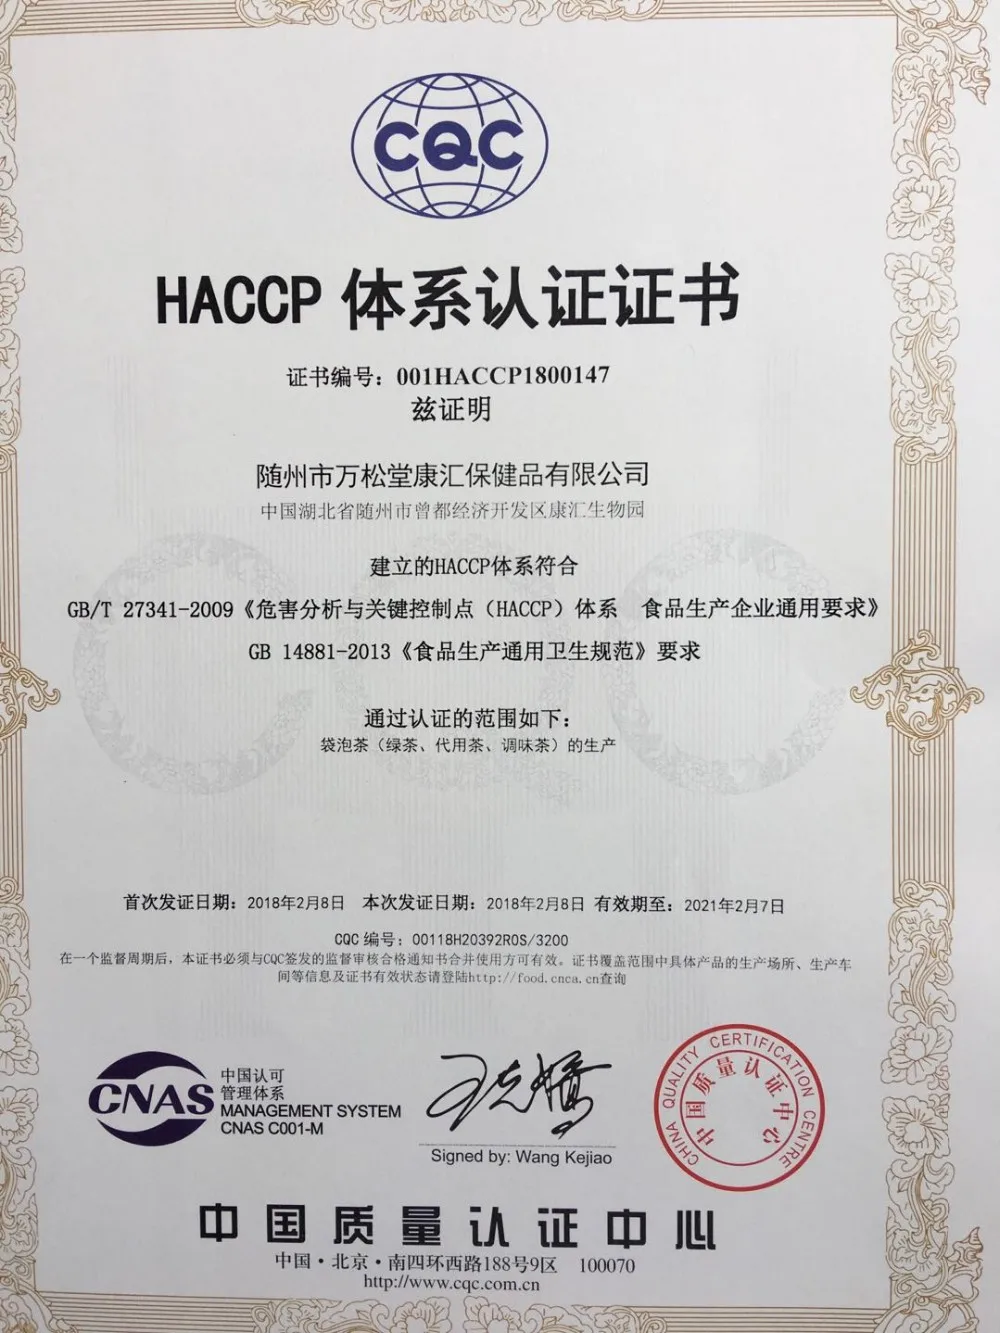 CQC
HACCP 体系认证证书
证书编号：001HACCP1800147
兹证明
随州市万松堂康汇保健品有限公司
中国湖北省随州市曾都经济开发区康汇生物园
建立的HACCP体系符合
GB/T 27341-2009《危害分析与关键控制点（HACCP）体系　食品生产企业通用要求》
GB 14881-2013《食品生产通用卫生规范》要求
通过认证的范围如下：
袋泡茶（绿茶、代用茶、调味茶）的生产
首次发证日期：2018年2月8日 本次发证日期：2018年2月8日 有效期至：2021年2月7日
CQC 编号：00118H20392R0S/3200
在一个监督周期后，本证书必须与CQC签发的监督审核合格通知书合并使用方可有效。证书覆盖范围中具体产品的生产场所、生产车
间等信息及证书有效状态请登陆http://food.cnca.cn查询
CNAS
中国认可
管理体系
MANAGEMENT SYSTEM
CNAS C001-M
王克娇
Signed by: Wang Kejiao
CHINA QUALITY CERTIFICATION CENTRE
中国质量认证中心
中国质量认证中心
中国·北京·南四环西路188号9区 100070
http://www.cqc.com.cn